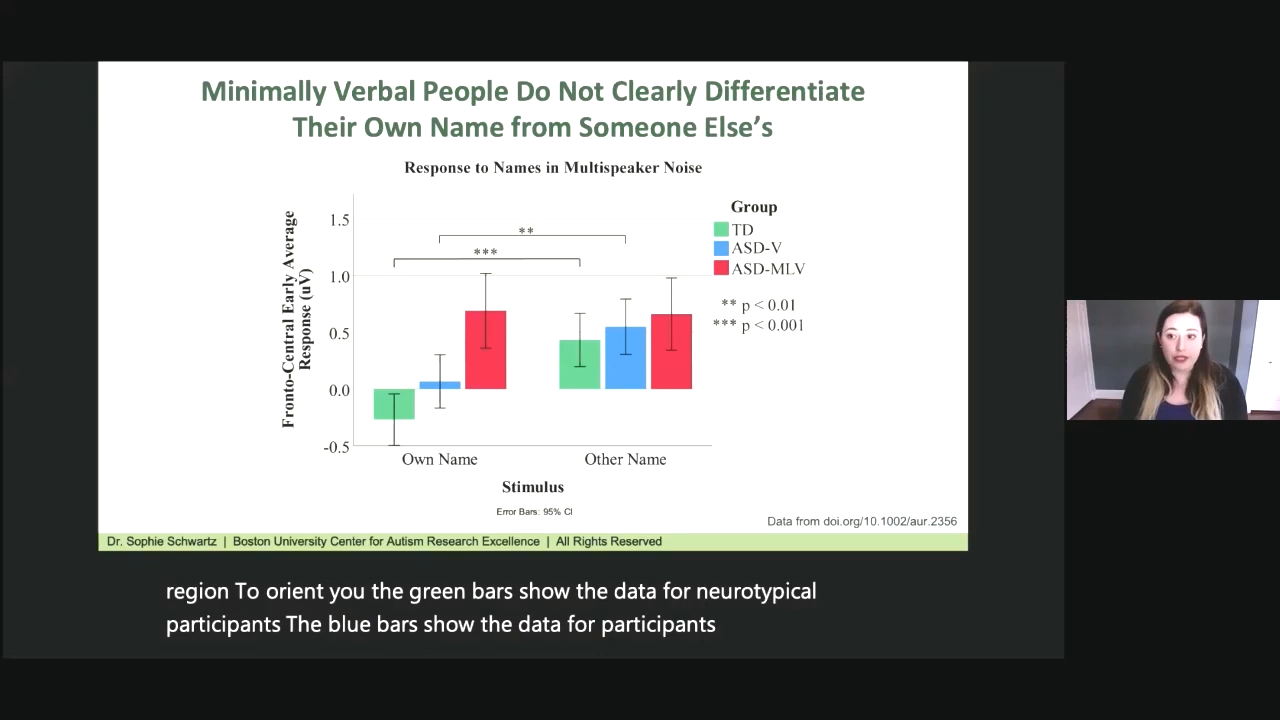 Minimally Verbal People Do Not Clearly Differentiate
Their Own Name from Someone Else's
Response to Names in Multispeaker Noise
Fronto-Central Early Average
Response (uV)
1.5
1.0
0.5
0.0
-0.5
**
***
Group
TD
ASD-V
ASD-MLV
** p < 0.01
*** p < 0.001
Own Name
Other Name
Stimulus
Error Bars: 95% CI
Data from doi.org/10.1002/aur.2356
Dr. Sophie Schwartz | Boston University Center for Autism Research Excellence | All Rights Reserved
region To orient you the green bars show the data for neurotypical
participants The blue bars show the data for participants